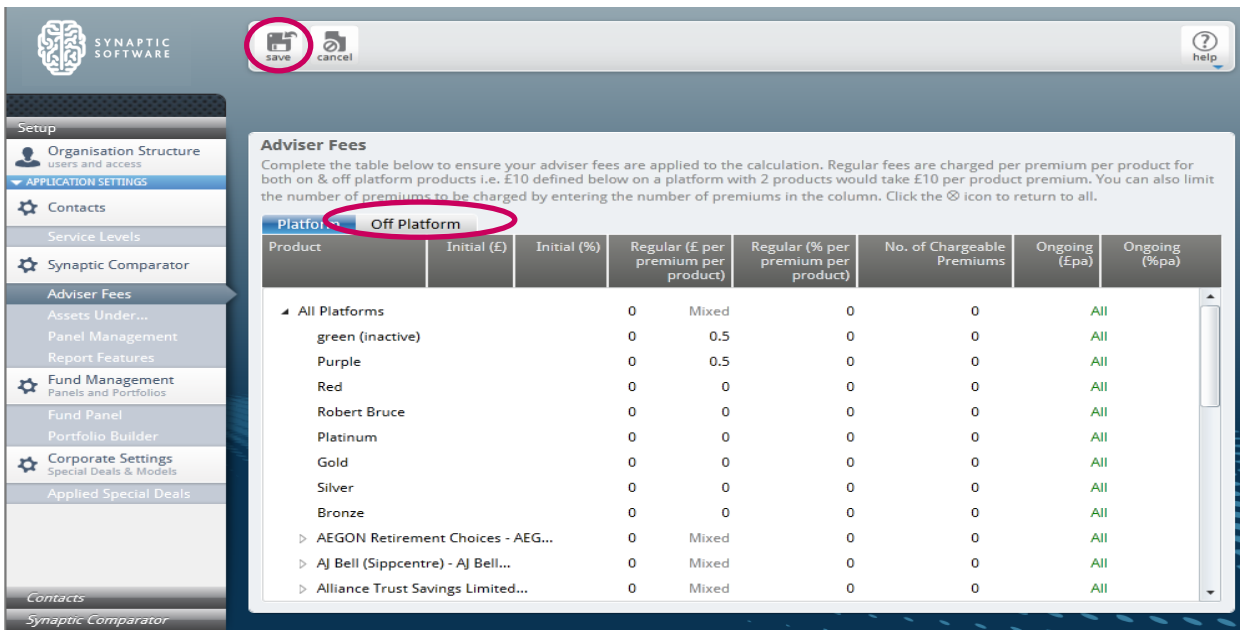 SYNAPTIC
SOFTWARE
save
cancel
help
Setup
Organisation Structure
users and access
APPLICATION SETTINGS
Contacts
Service Levels
Synaptic Comparator
Adviser Fees
Assets Under...
Panel Management
Report Features
Fund Management
Panels and Portfolios
Fund Panel
Portfolio Builder
Corporate Settings
Special Deals & Models
Applied Special Deals
Contacts
Synaptic Comparator
Adviser Fees
Complete the table below to ensure your adviser fees are applied to the calculation. Regular fees are charged per premium per product for
both on & off platform products i.e. £10 defined below on a platform with 2 products would take £10 per product premium. You can also limit
the number of premiums to be charged by entering the number of premiums in the column. Click the ⊗ icon to return to all.
Platform Off Platform
Product Initial (£) Initial (%) Regular (£ per premium per product) Regular (% per premium per product) No. of Chargeable Premiums Ongoing (£pa) Ongoing (%pa)
All Platforms 0 Mixed 0 0 All
green (inactive) 0 0.5 0 0 All
Purple 0 0.5 0 0 All
Red 0 0 0 0 All
Robert Bruce 0 0 0 0 All
Platinum 0 0 0 0 All
Gold 0 0 0 0 All
Silver 0 0 0 0 All
Bronze 0 0 0 0 All
AEGON Retirement Choices - AEG... 0 Mixed 0 0 All
AJ Bell (Sippcentre) - AJ Bell... 0 Mixed 0 0 All
Alliance Trust Savings Limited... 0 Mixed 0 0 All